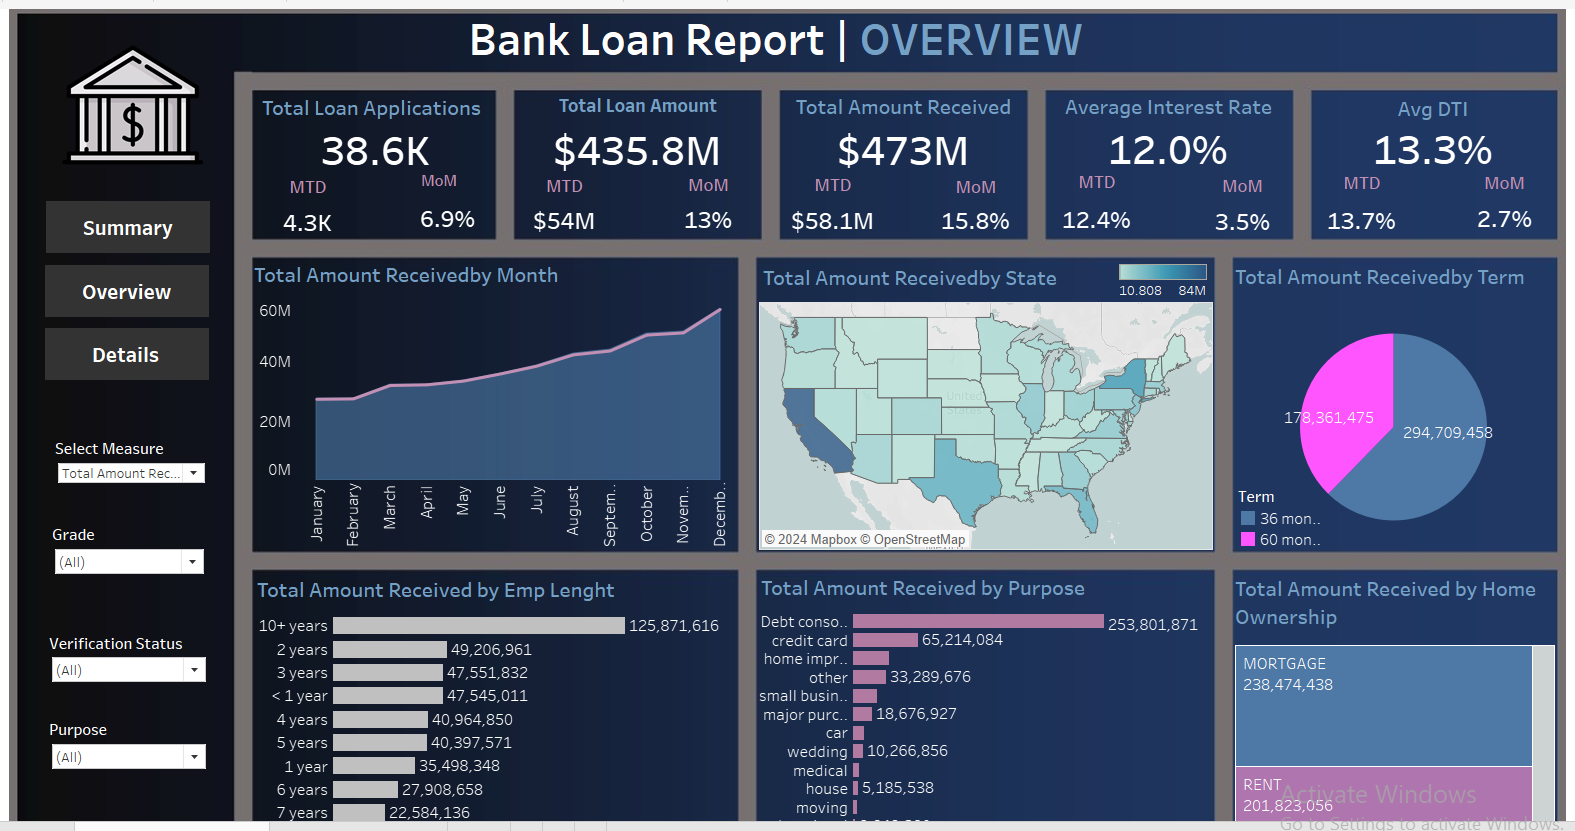 Bank Loan Report | OVERVIEW
$
Summary
Overview
Details
Select Measure
Total Amount Rec...
Grade
(All)
Verification Status
(All)
Purpose
(All)
Total Loan Applications
38.6K
MTD
MoM
4.3K
6.9%
Total Loan Amount
$435.8M
MTD
MoM
$54M
13%
Total Amount Received
$473M
MTD
MoM
$58.1M
15.8%
Average Interest Rate
12.0%
MTD
MoM
12.4%
3.5%
Avg DTI
13.3%
MTD
MoM
13.7%
2.7%
Total Amount Receivedby Month
60M
40M
20M
0M
January
February
March
April
May
June
July
August
Septem..
October
Novem..
Decemb..
Total Amount Receivedby State
10.808 84M
United
States
© 2024 Mapbox © OpenStreetMap
Total Amount Receivedby Term
178,361,475
294,709,458
Term
36 mon..
60 mon..
Total Amount Received by Emp Lenght
10+ years 125,871,616
2 years 49,206,961
3 years 47,551,832
< 1 year 47,545,011
4 years 40,964,850
5 years 40,397,571
1 year 35,498,348
6 years 27,908,658
7 years 22,584,136
Total Amount Received by Purpose
Debt conso.. 253,801,871
credit card 65,214,084
home impr..
other 33,289,676
small busin..
major purc.. 18,676,927
car
wedding 10,266,856
medical
house 5,185,538
moving
Total Amount Received by Home
Ownership
MORTGAGE
238,474,438
RENT
201,823,056
Activate Windows
Go to Settings to activate Windows.